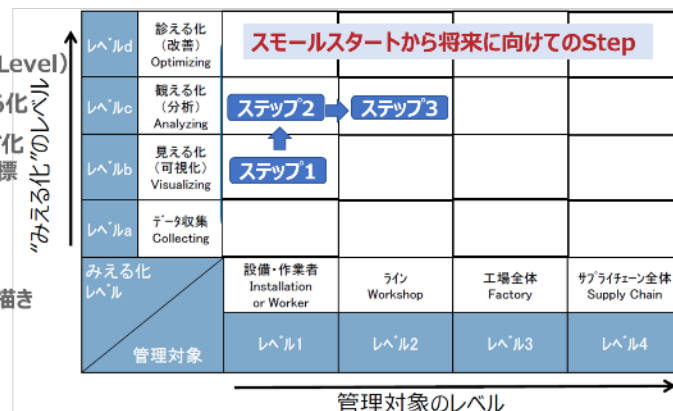 スモールスタートから将来に向けてのStep
Level)
る化
化
標
描き
“みえる化”のレベル
レベルd
診える化
(改善)
Optimizing
レベルc
観える化
(分析)
Analyzing
ステップ2
ステップ3
レベルb
見える化
(可視化)
Visualizing
ステップ1
レベルa
データ収集
Collecting
みえる化
レベル
管理対象
設備・作業者
Installation
or Worker
ライン
Workshop
工場全体
Factory
サプライチェーン全体
Supply Chain
レベル1
レベル2
レベル3
レベル4
管理対象のレベル